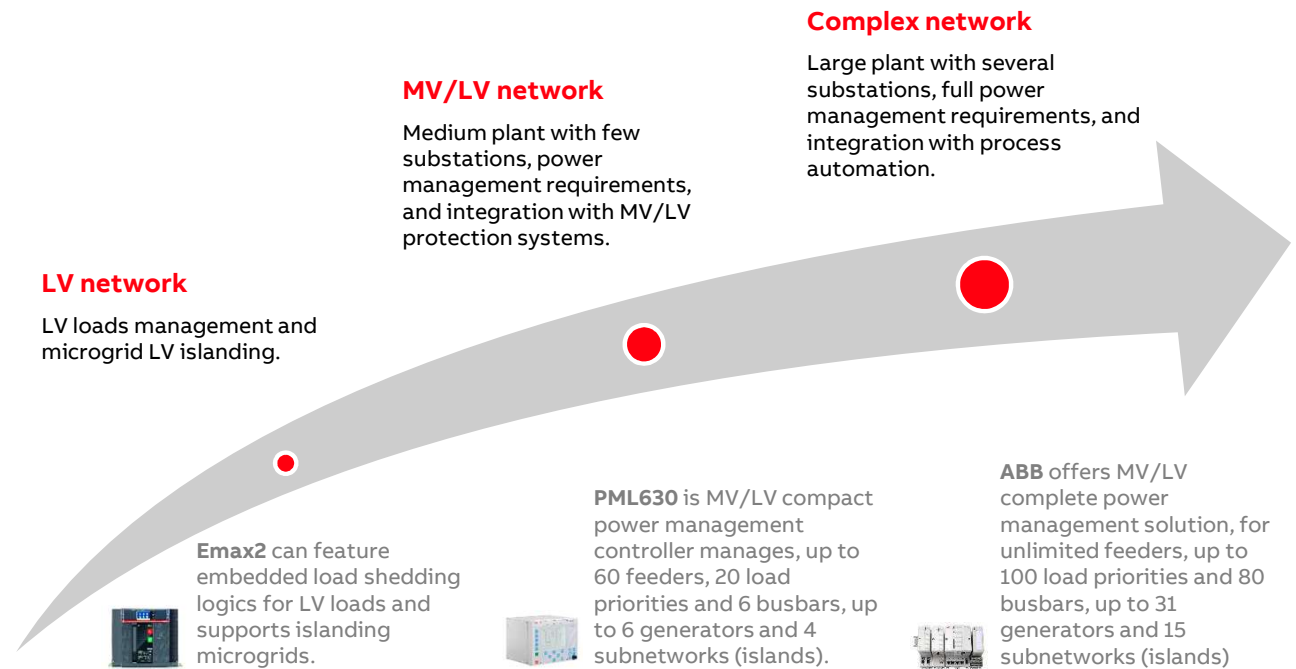 LV network
LV loads management and
microgrid LV islanding.
MV/LV network
Medium plant with few
substations, power
management requirements,
and integration with MV/LV
protection systems.
Complex network
Large plant with several
substations, full power
management requirements, and
integration with process
automation.
Emax2 can feature
embedded load shedding
logics for LV loads and
supports islanding
microgrids.
PML630 is MV/LV compact
power management
controller manages, up to
60 feeders, 20 load
priorities and 6 busbars, up
to 6 generators and 4
subnetworks (islands).
ABB offers MV/LV
complete power
management solution, for
unlimited feeders, up to
100 load priorities and 80
busbars, up to 31
generators and 15
subnetworks (islands)